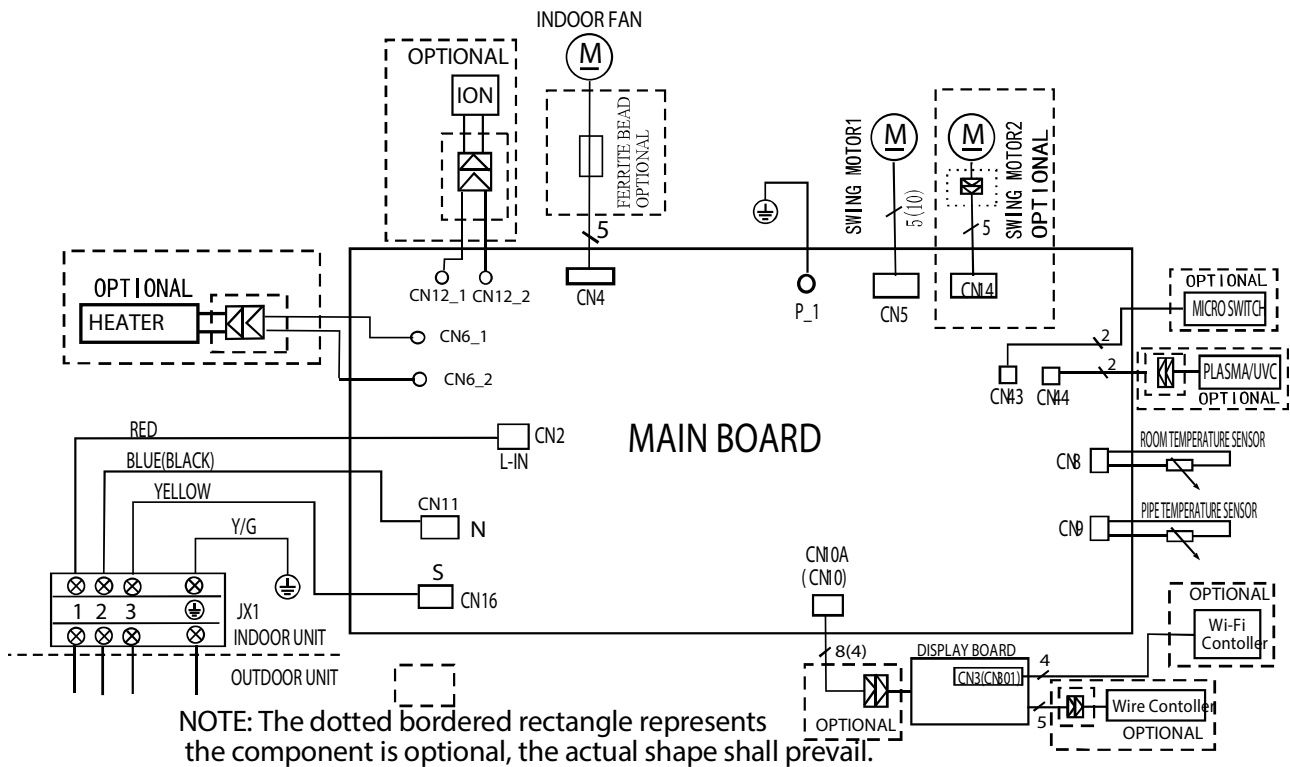 INDOOR FAN
M
OPTIONAL
ION
FERRITE BEAD
OPTIONAL
5
SWING MOTOR1
M
5(10)
M
SWING MOTOR2
OPTIONAL
5
CN12_1
CN12_2
CN4
P_1
CN5
CN14
OPTIONAL
HEATER
CN6_1
CN6_2
OPTIONAL
MICRO SWITCH
2
PLASMA/UVC
OPTIONAL
2
CN43
CN44
RED
CN2
L-IN
MAIN BOARD
BLUE(BLACK)
CN11
N
YELLOW
Y/G
S
CN16
ROOM TEMPERATURE SENSOR
CN8
PIPE TEMPERATURE SENSOR
CN9
CN10A
(CN10)
1 2 3
JX1
INDOOR UNIT
OUTDOOR UNIT
8(4)
OPTIONAL
DISPLAY BOARD
CN3(CN301)
4
5
OPTIONAL
Wi-Fi
Contoller
Wire Contoller
OPTIONAL
NOTE: The dotted bordered rectangle represents
the component is optional, the actual shape shall prevail.